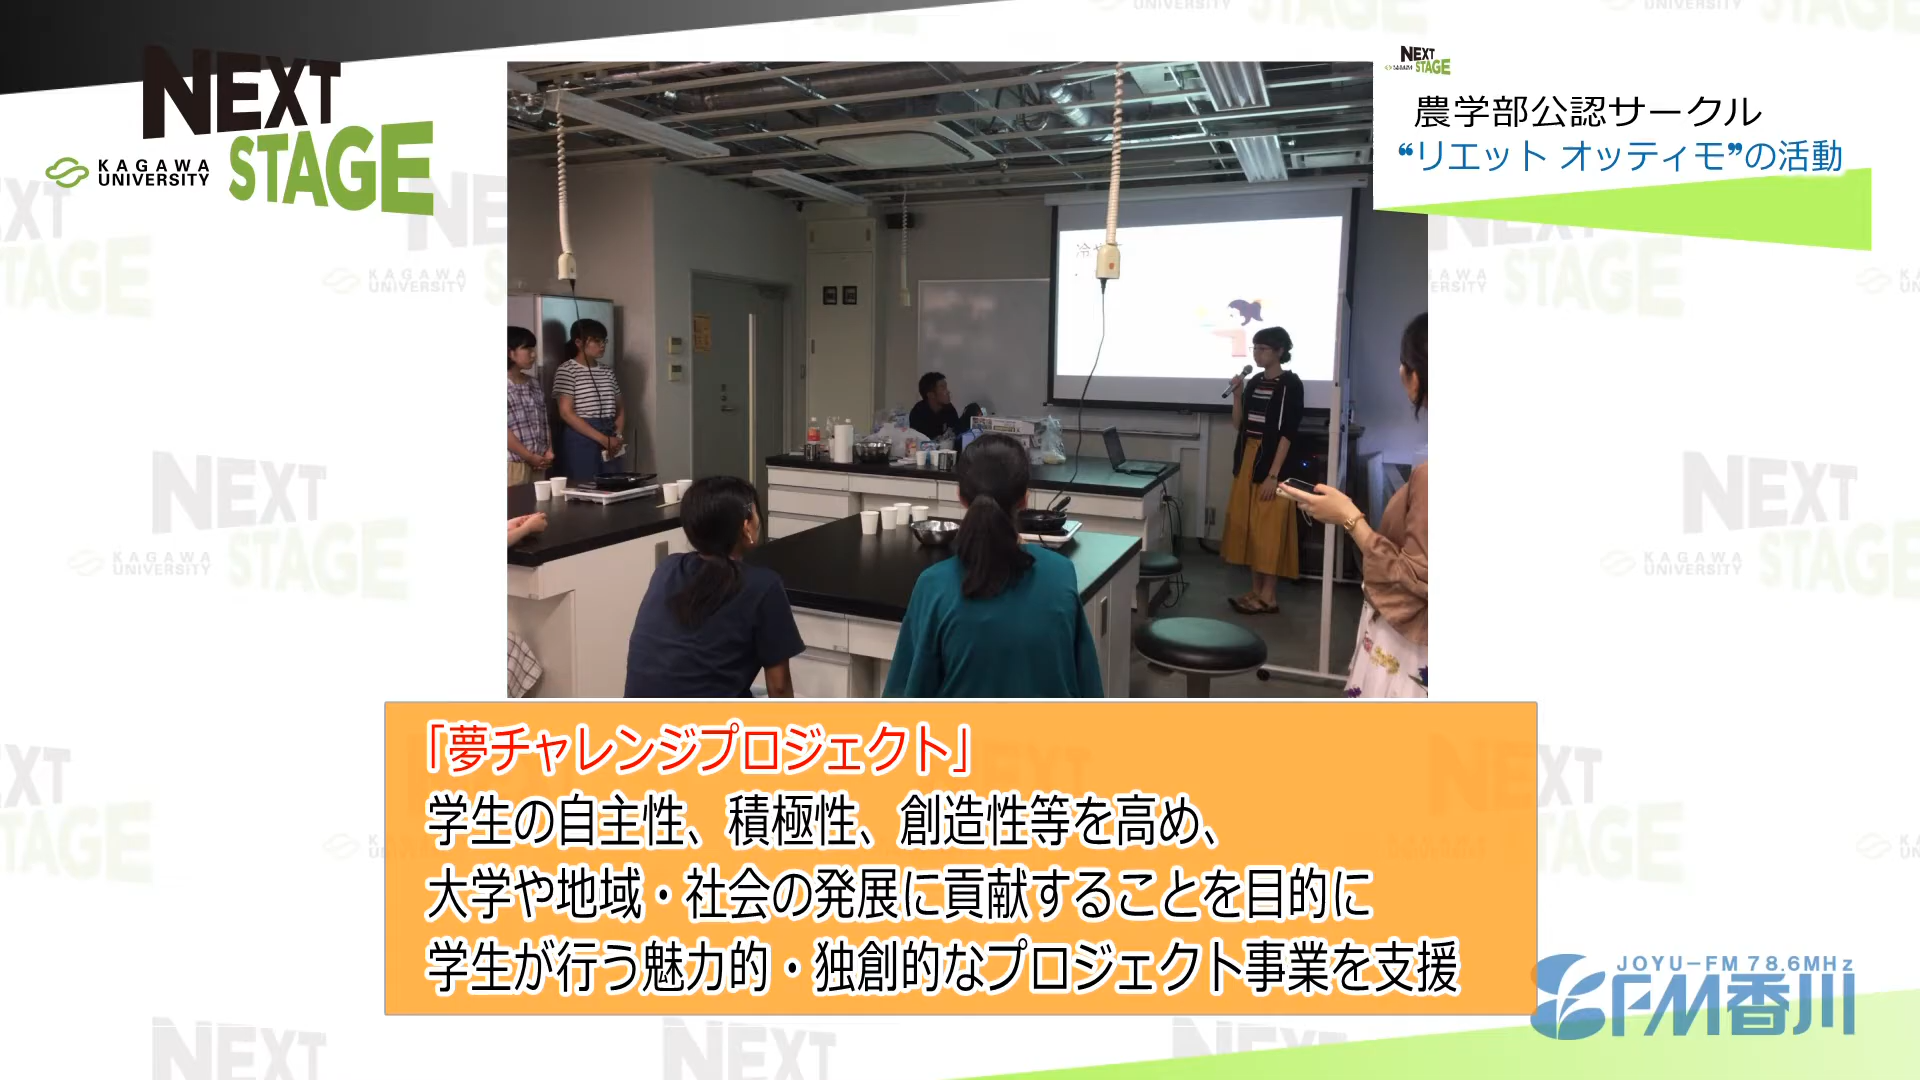 NEXT
STAGE
KAGAWA
UNIVERSITY
NEXT
STAGE
農学部公認サークル
“リエット オッティモ”の活動
「夢チャレンジプロジェクト」
学生の自主性、積極性、創造性等を高め、
大学や地域・社会の発展に貢献することを目的に
学生が行う魅力的・独創的なプロジェクト事業を支援
JOYU-FM 78.6MHz
FM香川